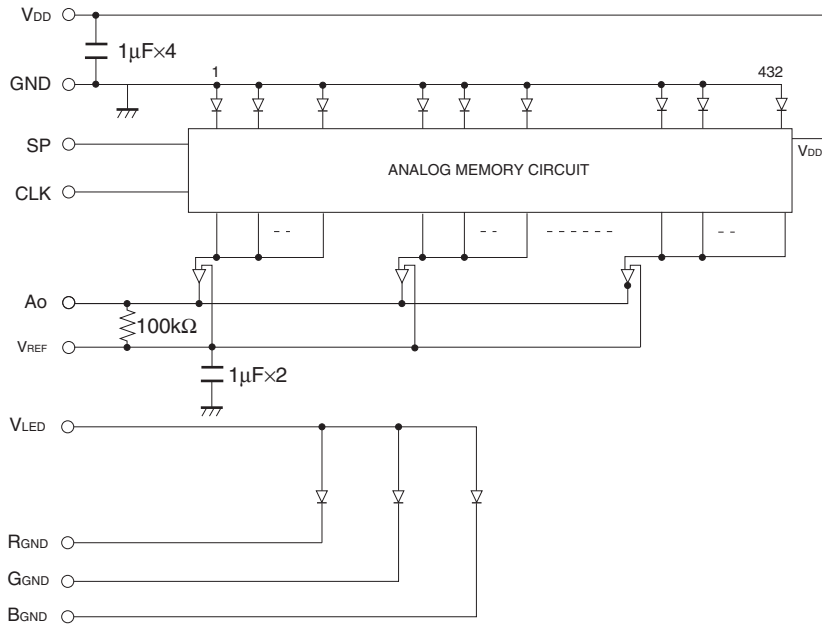 VDD
1µF×4
GND
1
432
SP
CLK
ANALOG MEMORY CIRCUIT
VDD
Ao
100kΩ
VREF
1µF×2
VLED
RGND
GGND
BGND